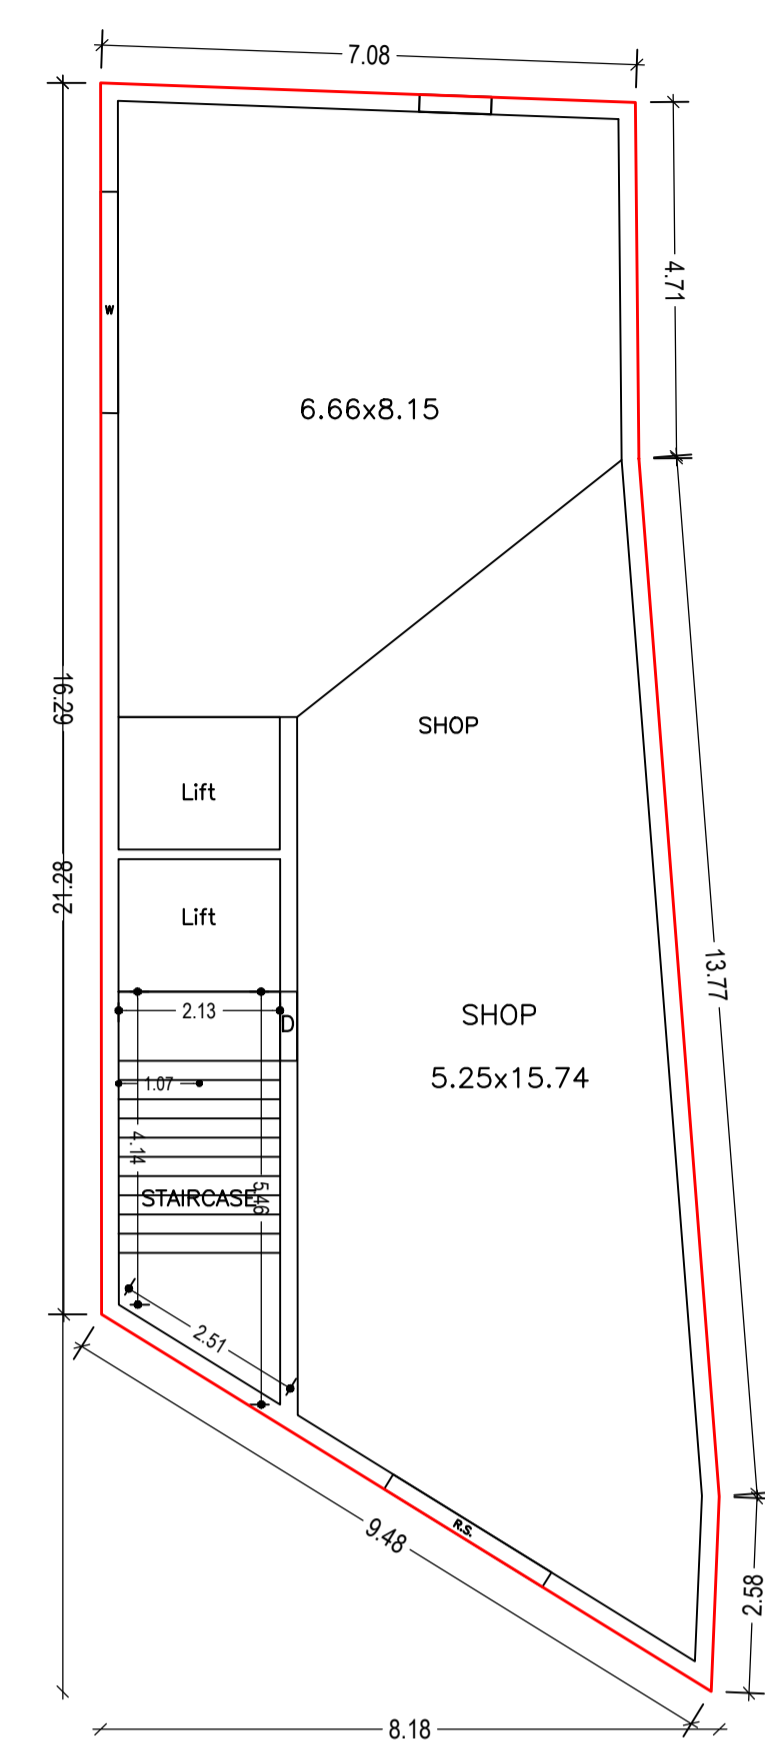 7.08
4.71
W
6.66x8.15
16.29
SHOP
Lift
21.28
Lift
13.77
2.13
D
SHOP
5.25x15.74
1.07
4.14
STAIRCASE
5.46
2.51
R.S.
9.48
2.58
8.18